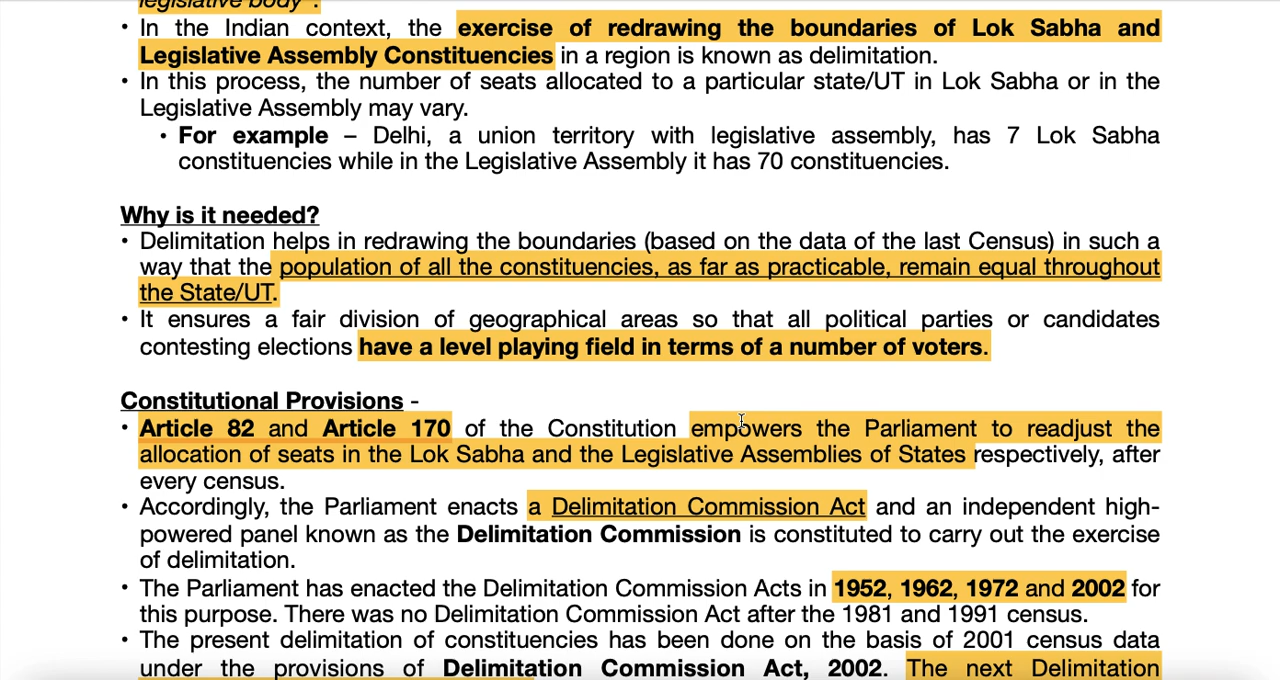 legislative body".
• In the Indian context, the exercise of redrawing the boundaries of Lok Sabha and
Legislative Assembly Constituencies in a region is known as delimitation.
• In this process, the number of seats allocated to a particular state/UT in Lok Sabha or in the
Legislative Assembly may vary.
• For example – Delhi, a union territory with legislative assembly, has 7 Lok Sabha
constituencies while in the Legislative Assembly it has 70 constituencies.
Why is it needed?
• Delimitation helps in redrawing the boundaries (based on the data of the last Census) in such a
way that the population of all the constituencies, as far as practicable, remain equal throughout
the State/UT.
• It ensures a fair division of geographical areas so that all political parties or candidates
contesting elections have a level playing field in terms of a number of voters.
Constitutional Provisions -
• Article 82 and Article 170 of the Constitution empowers the Parliament to readjust the
allocation of seats in the Lok Sabha and the Legislative Assemblies of States respectively, after
every census.
• Accordingly, the Parliament enacts a Delimitation Commission Act and an independent high-
powered panel known as the Delimitation Commission is constituted to carry out the exercise
of delimitation.
• The Parliament has enacted the Delimitation Commission Acts in 1952, 1962, 1972 and 2002 for
this purpose. There was no Delimitation Commission Act after the 1981 and 1991 census.
• The present delimitation of constituencies has been done on the basis of 2001 census data
under the provisions of Delimitation Commission Act, 2002. The next Delimitation